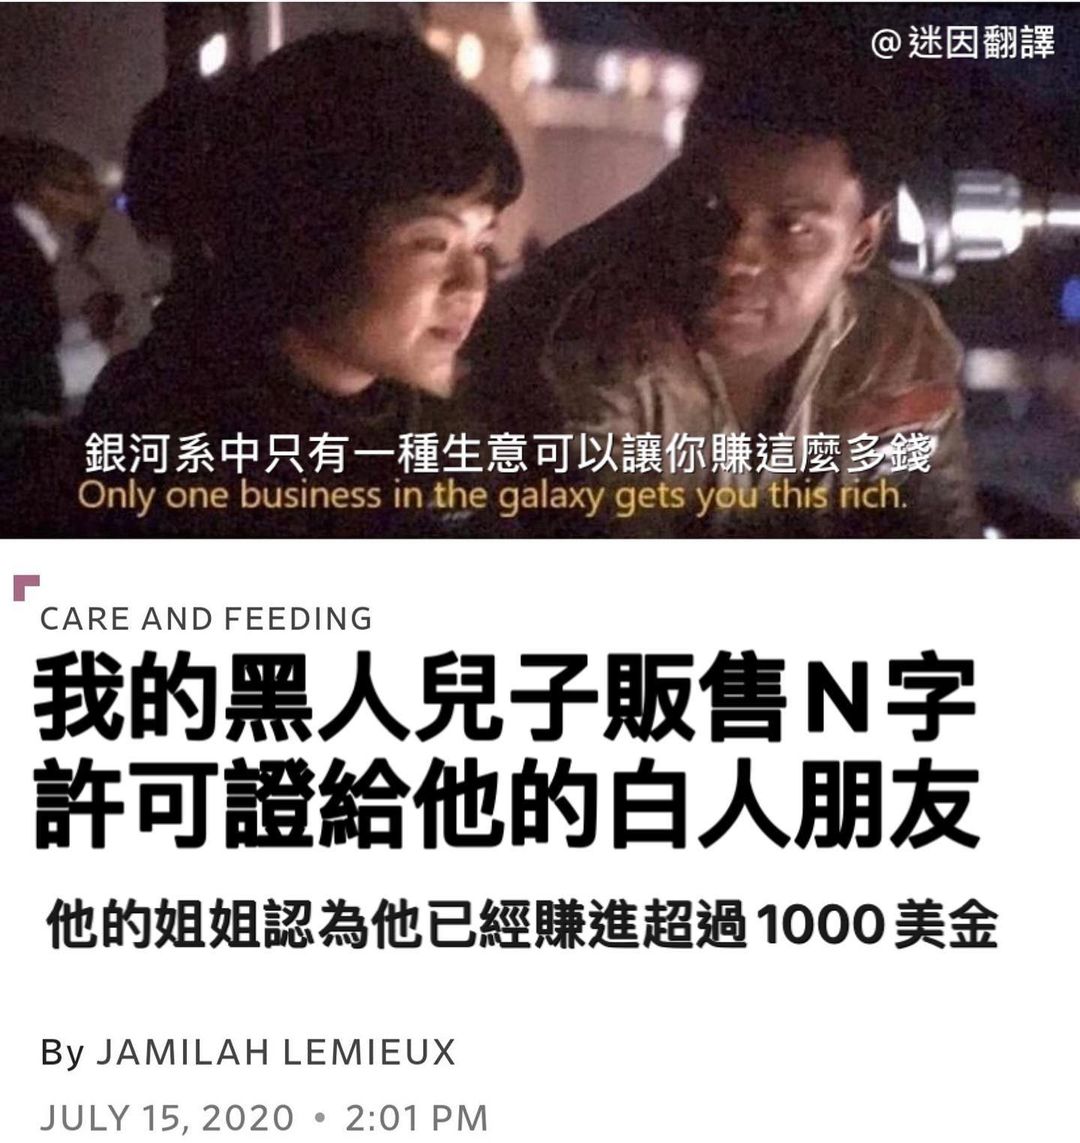 @迷因翻譯
銀河系中只有一種生意可以讓你賺這麼多錢
Only one business in the galaxy gets you this rich.
CARE AND FEEDING
我的黑人兒子販售N字
許可證給他的白人朋友
他的姐姐認為他已經賺進超過1000美金
By JAMILAH LEMIEUX
JULY 15, 2020 • 2:01 PM